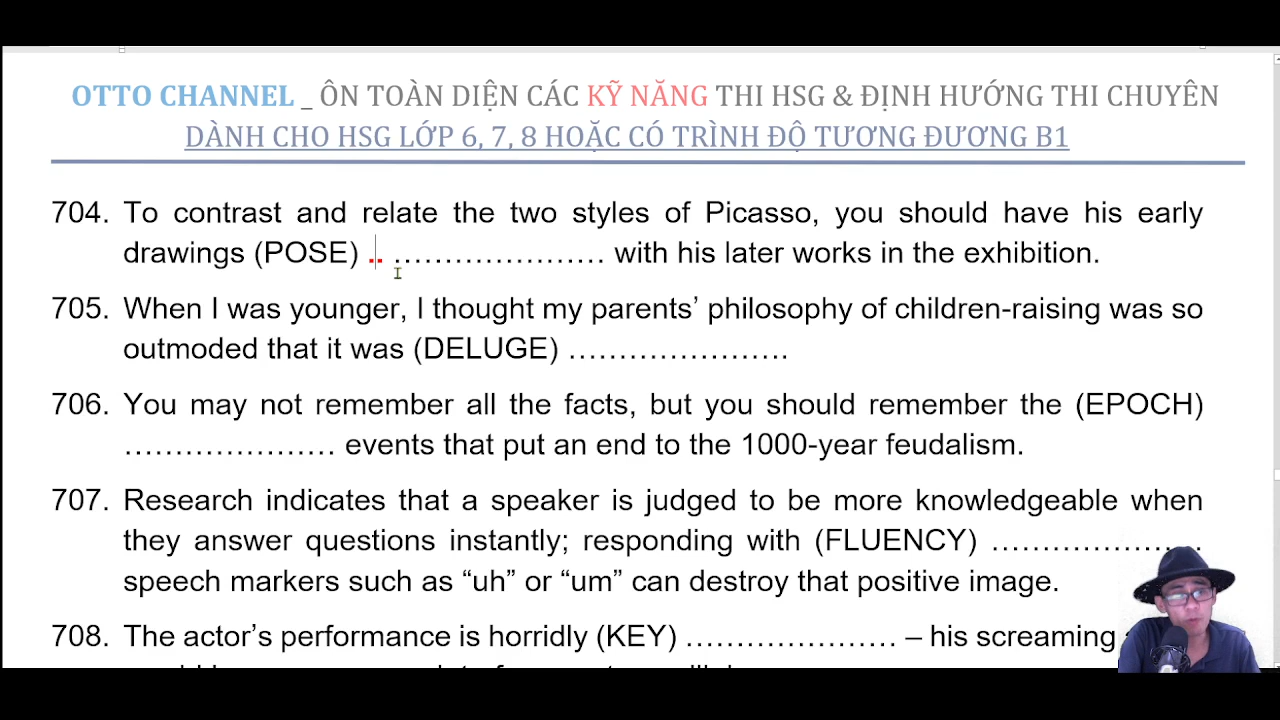 OTTO CHANNEL _ ÔN TOÀN DIỆN CÁC KỸ NĂNG THI HSG & ĐỊNH HƯỚNG THI CHUYÊN
DÀNH CHO HSG LỚP 6, 7, 8 HOẶC CÓ TRÌNH ĐỘ TƯƠNG ĐƯƠNG B1
704. To contrast and relate the two styles of Picasso, you should have his early
drawings (POSE) .. ………………… with his later works in the exhibition.
705. When I was younger, I thought my parents’ philosophy of children-raising was so
outmoded that it was (DELUGE) ………………….
706. You may not remember all the facts, but you should remember the (EPOCH)
………………… events that put an end to the 1000-year feudalism.
707. Research indicates that a speaker is judged to be more knowledgeable when
they answer questions instantly; responding with (FLUENCY) …………………
speech markers such as “uh” or “um” can destroy that positive image.
708. The actor’s performance is horridly (KEY) ………………… – his screaming